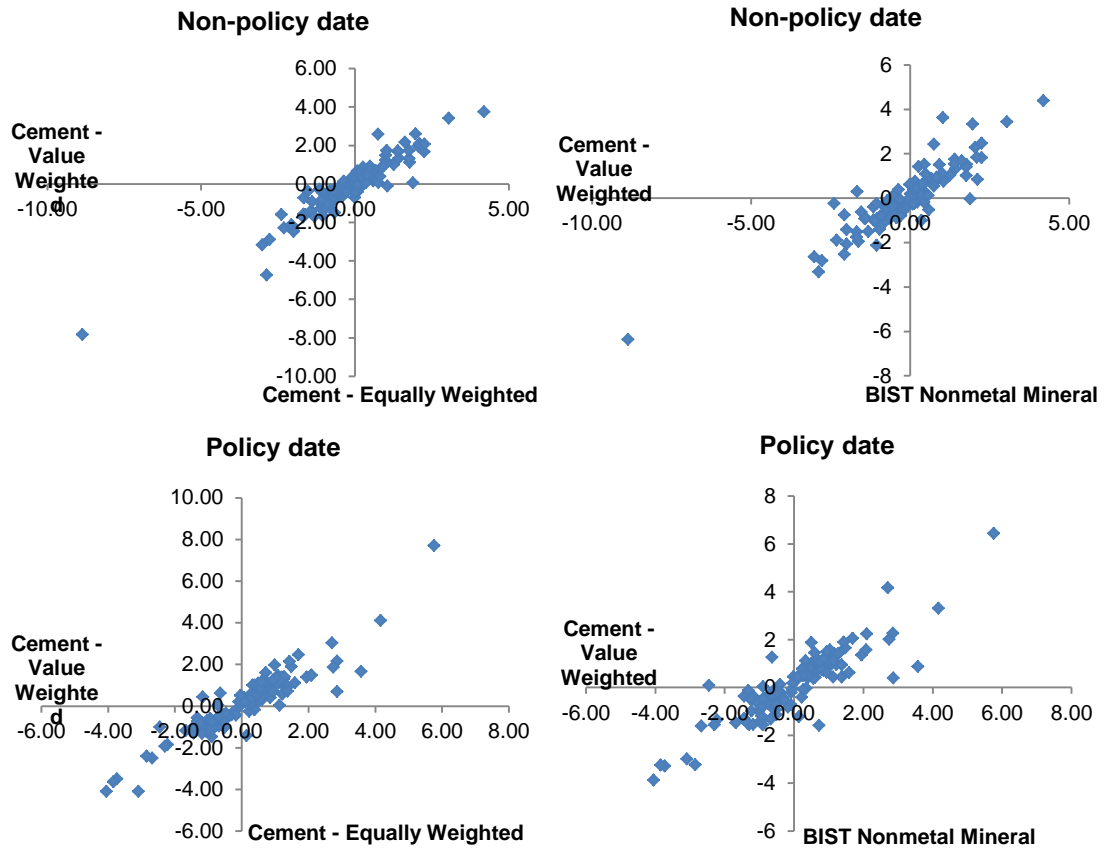 Non-policy date
6.00
4.00
2.00
0.00
-10.00
-5.00
0.00
5.00
-2.00
-4.00
-6.00
-8.00
-10.00
Cement -
Value
Weighte
d
Cement - Equally Weighted
Non-policy date
6
4
2
0
-10.00
-5.00
0.00
5.00
-2
-4
-6
-8
Cement -
Value
Weighted
BIST Nonmetal Mineral
Policy date
10.00
8.00
6.00
4.00
2.00
0.00
-6.00
-4.00
-2.00
0.00
2.00
4.00
6.00
8.00
-2.00
-4.00
-6.00
Cement -
Value
Weighte
d
Cement - Equally Weighted
Policy date
8
6
4
2
0
-6.00
-4.00
-2.00
0.00
2.00
4.00
6.00
8.00
-2
-4
-6
Cement -
Value
Weighted
BIST Nonmetal Mineral